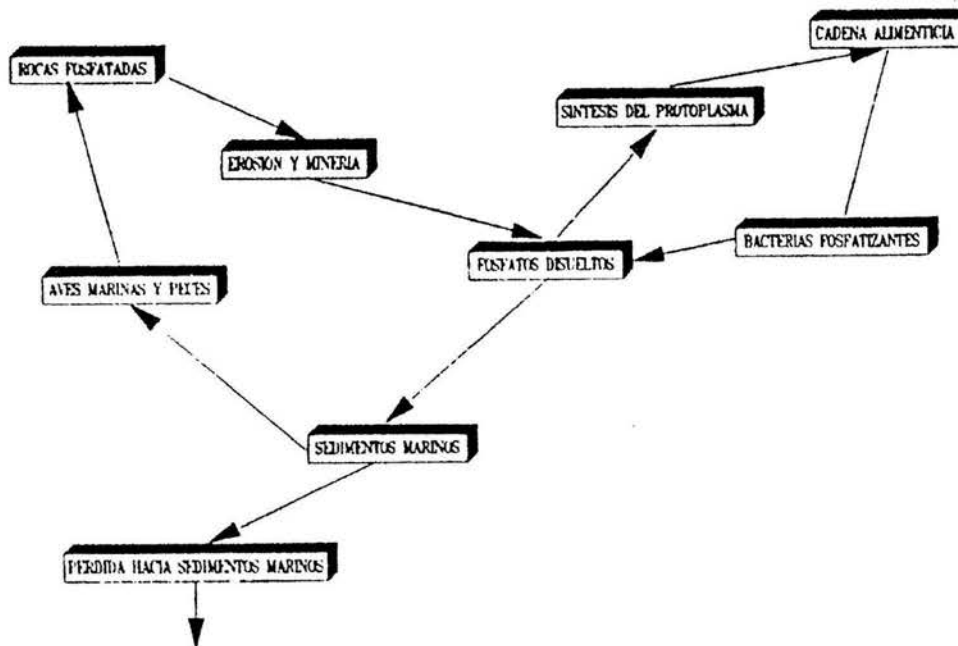 CADENA ALIMENTICIA
ROCAS FOSFATADAS
SINTESIS DEL PROTOPLASMA
EROSION Y MINERIA
BACTERIAS FOSFATIZANTES
FOSFATOS DISUELTOS
AVES MARINAS Y PECES
SEDIMENTOS MARINOS
PERDIDA HACIA SEDIMENTOS MARINOS